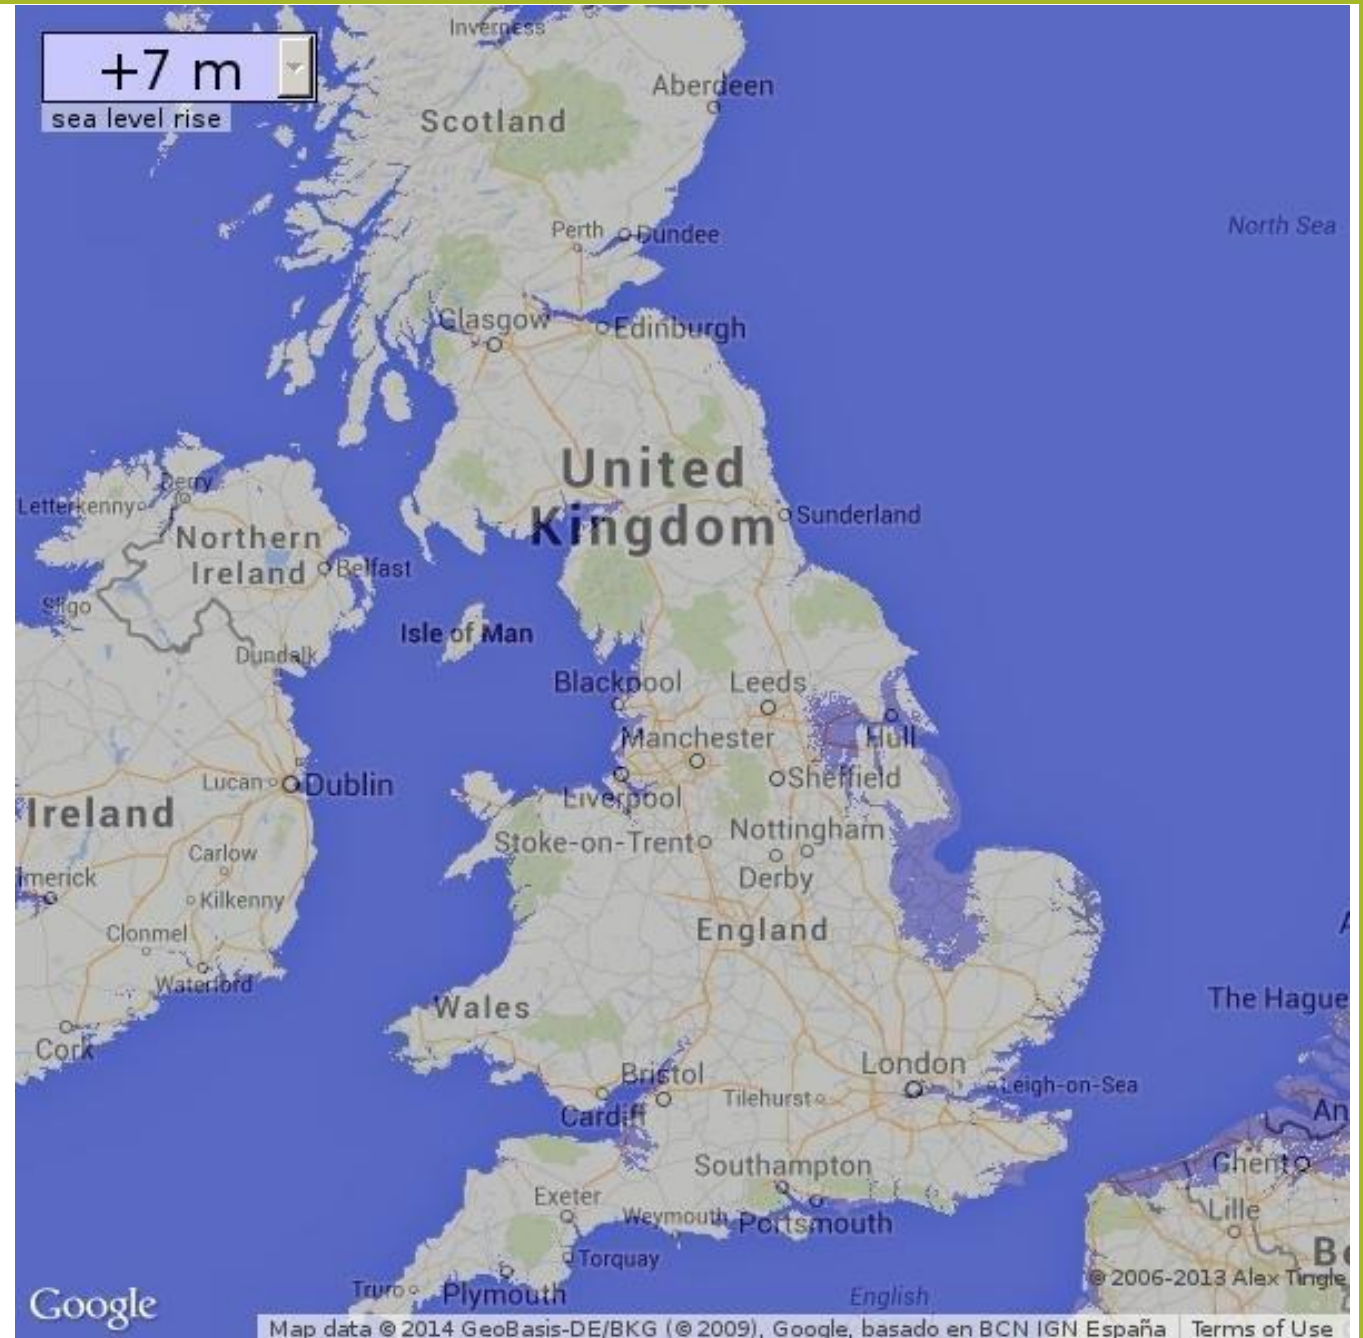 Inverness
+7 m
Aberdeen
sea level rise
Scotland
North Sea
Perth
Dundee
Glasgow
Edinburgh
United
Kingdom
Derry
Letterkenny
Sunderland
Northern
Ireland
Belfast
Sligo
Isle of Man
Dundalk
Blackpool
Leeds
Manchester
Hull
Lucan
Dublin
Sheffield
Liverpool
Ireland
Nottingham
Stoke-on-Trent
Carlow
Derby
imerick
Kilkenny
England
Clonmel
Waterford
The Hague
Wales
Cork
London
Bristol
Leigh-on-Sea
Tilehurst
Cardiff
An
Southampton
Ghent
Exeter
Weymouth
Portsmouth
Lille
Torquay
Be
© 2006-2013 Alex Tingle
Truro
Plymouth
English
Google
Map data © 2014 GeoBasis-DE/BKG (© 2009), Google, basado en BCN IGN España
Terms of Use